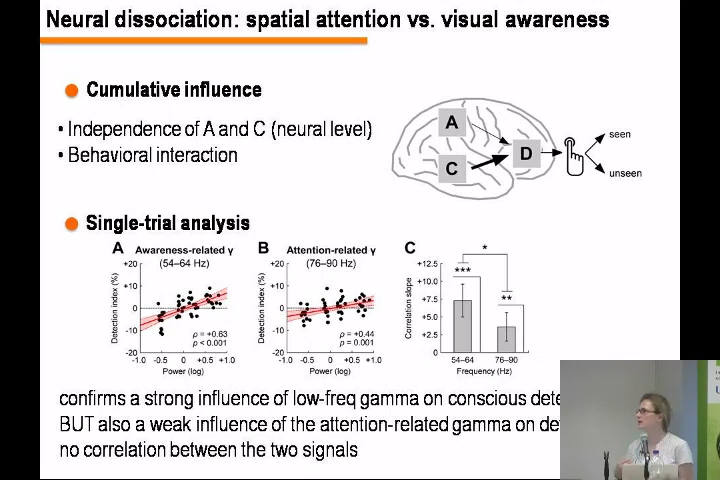 Neural dissociation: spatial attention vs. visual awareness
Cumulative influence
• Independence of A and C (neural level)
• Behavioral interaction
A
C
D
seen
unseen
Single-trial analysis
A Awareness-related γ
(54–64 Hz)
Detection index (%)
+20
+10
0
-10
-20
ρ = +0.63
p < 0.001
-1.0 -0.5 0 +0.5 +1.0
Power (log)
B Attention-related γ
(76–90 Hz)
Detection index (%)
+20
+10
0
-10
-20
ρ = +0.44
p = 0.001
-1.0 -0.5 0 +0.5 +1.0
Power (log)
C
Correlation slope
+12.5
+10.0
+7.5
+5.0
+2.5
0
*
***
**
54–64 76–90
Frequency (Hz)
confirms a strong influence of low-freq gamma on conscious
BUT also a weak influence of the attention-related gamma on
no correlation between the two signals